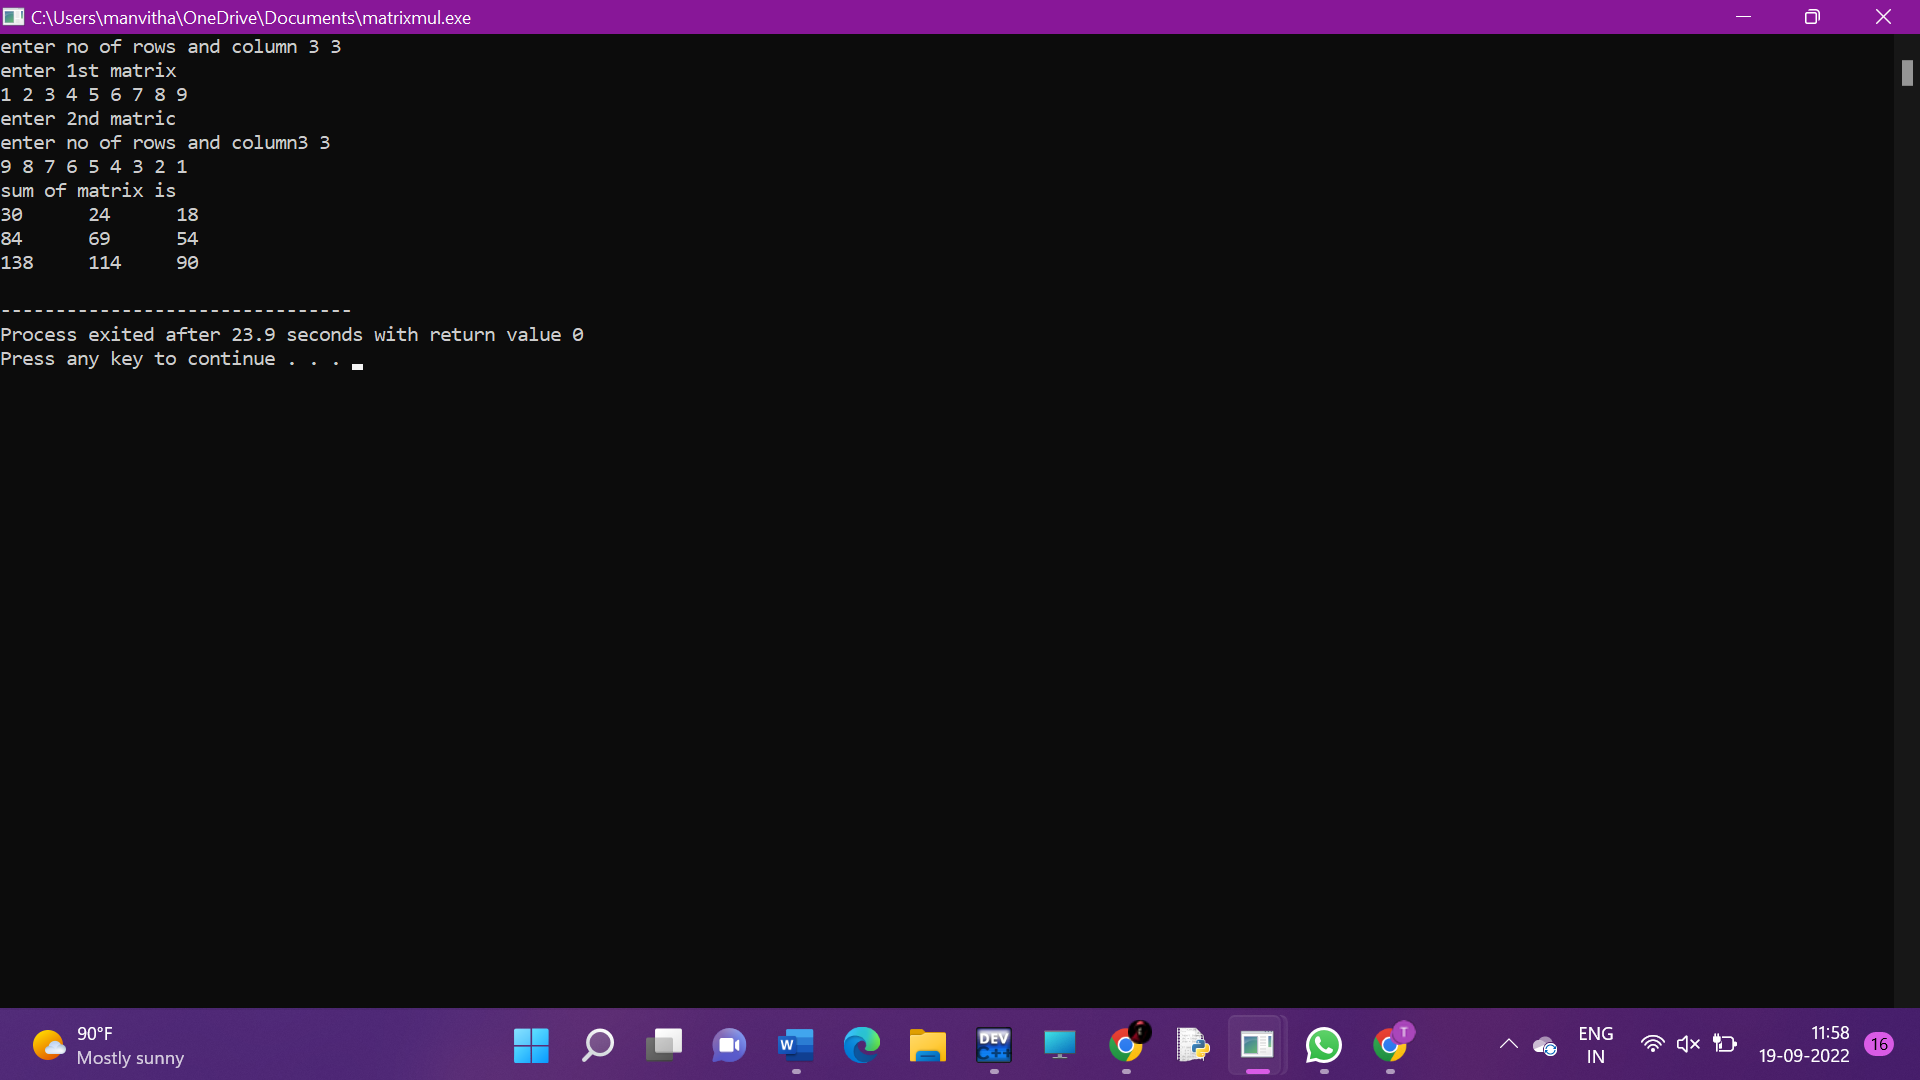 C:\Users\manvitha\OneDrive\Documents\matrixmul.exe
enter no of rows and column 3 3
enter 1st matrix
1 2 3 4 5 6 7 8 9
enter 2nd matric
enter no of rows and column3 3
9 8 7 6 5 4 3 2 1
sum of matrix is
30 24 18
84 69 54
138 114 90
--------------------------------
Process exited after 23.9 seconds with return value 0
Press any key to continue . . .
90°F
Mostly sunny
W
DEV
C++
T
ENG
IN
11:58
19-09-2022
16